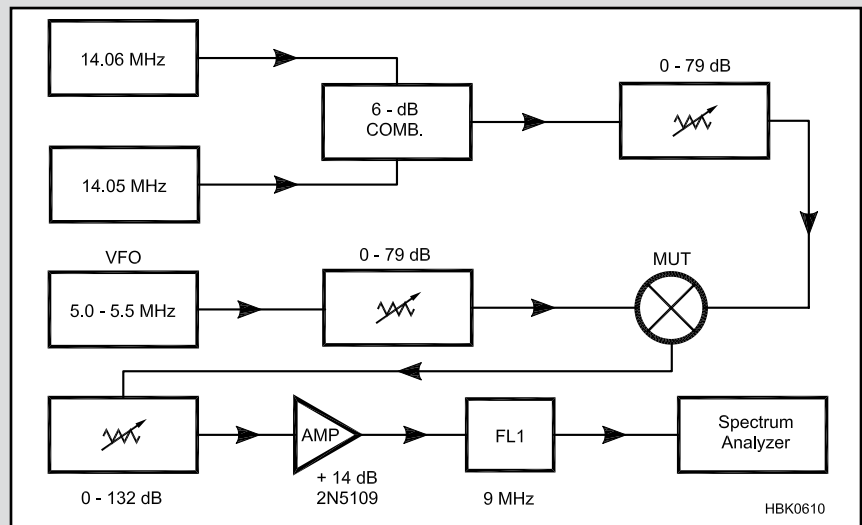 14.06 MHz
0 - 79 dB
6 - dB
COMB.
14.05 MHz
VFO
0 - 79 dB
MUT
5.0 - 5.5 MHz
AMP
FL1
Spectrum
Analyzer
+ 14 dB
2N5109
0 - 132 dB
9 MHz
HBK0610